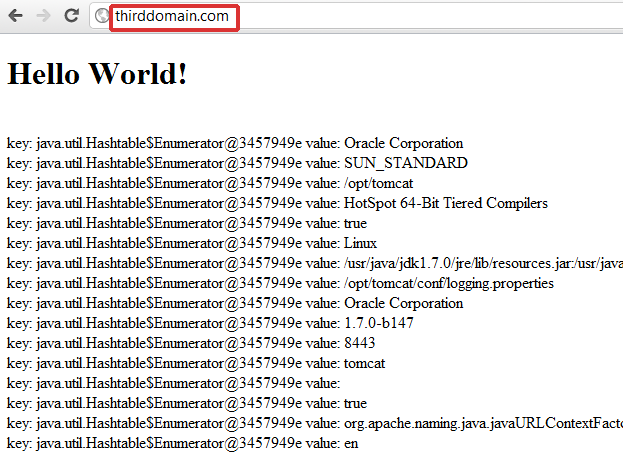 thirddomain.com
Hello World!
key: java.util.Hashtable$Enumerator@3457949e value: Oracle Corporation
key: java.util.Hashtable$Enumerator@3457949e value: SUN_STANDARD
key: java.util.Hashtable$Enumerator@3457949e value: /opt/tomcat
key: java.util.Hashtable$Enumerator@3457949e value: HotSpot 64-Bit Tiered Compilers
key: java.util.Hashtable$Enumerator@3457949e value: true
key: java.util.Hashtable$Enumerator@3457949e value: Linux
key: java.util.Hashtable$Enumerator@3457949e value: /usr/java/jdk1.7.0/jre/lib/resources.jar:/usr/java
key: java.util.Hashtable$Enumerator@3457949e value: /opt/tomcat/conf/logging.properties
key: java.util.Hashtable$Enumerator@3457949e value: Oracle Corporation
key: java.util.Hashtable$Enumerator@3457949e value: 1.7.0-b147
key: java.util.Hashtable$Enumerator@3457949e value: 8443
key: java.util.Hashtable$Enumerator@3457949e value: tomcat
key: java.util.Hashtable$Enumerator@3457949e value:
key: java.util.Hashtable$Enumerator@3457949e value: true
key: java.util.Hashtable$Enumerator@3457949e value: org.apache.naming.java.javaURLContextFacto
key: java.util.Hashtable$Enumerator@3457949e value: en